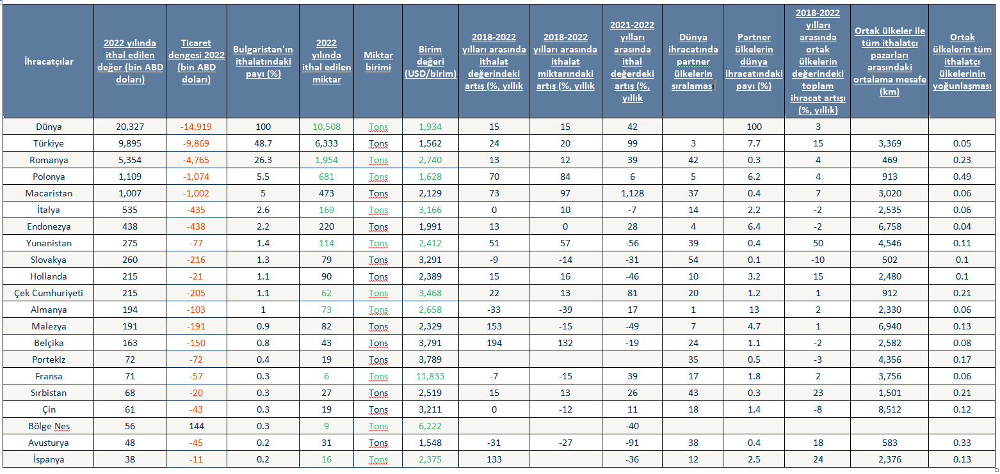 İhracatçılar | 2022 yılında ithal edilen değer (bin ABD doları) | Ticaret dengesi 2022 (bin ABD doları) | Bulgaristan'ın ithalatındaki payı (%) | 2022 yılında ithal edilen miktar | Miktar birimi | Birim değeri (USD/birim) | 2018-2022 yılları arasında ithalat değerindeki artış (%, yıllık | 2018-2022 yılları arasında ithalat miktarındaki artış (%, yıllık | 2021-2022 yılları arasında ithal değerdeki artış (%, yıllık | Dünya ihracatında partner ülkelerin sıralamas | Partner ülkelerin dünya ihracatındaki payı (%) | 2018-2022 yılları arasında ortak ülkelerin değerindeki toplam ihracat artışı (%, yıllık) | Ortak ülkeler ile tüm ithalatçı pazarları arasındaki ortalama mesafe (km) | Ortak ülkelerin tüm ithalatçı ülkelerinin yoğunlaşması
Dünya | 20,327 | -14,919 | 100 | 10,508 | Tons | 1,934 | 15 | 15 | 42 | | 100 | 3 | |
Türkiye | 9,895 | -9,869 | 48.7 | 6,333 | Tons | 1,562 | 24 | 20 | 99 | 3 | 7.7 | 15 | 3,369 | 0.05
Romanya | 5,354 | -4,765 | 26.3 | 1,954 | Tons | 2,740 | 13 | 12 | 39 | 42 | 0.3 | 4 | 469 | 0.23
Polonya | 1,109 | -1,074 | 5.5 | 681 | Tons | 1,628 | 70 | 84 | 6 | 5 | 6.2 | 4 | 913 | 0.49
Macaristan | 1,007 | -1,002 | 5 | 473 | Tons | 2,129 | 73 | 97 | 1,128 | 37 | 0.4 | 7 | 3,020 | 0.06
İtalya | 535 | -435 | 2.6 | 169 | Tons | 3,166 | 0 | 10 | -7 | 14 | 2.2 | -2 | 2,535 | 0.06
Endonezya | 438 | -438 | 2.2 | 220 | Tons | 1,991 | 13 | 0 | 28 | 4 | 6.4 | -2 | 6,758 | 0.04
Yunanistan | 275 | -77 | 1.4 | 114 | Tons | 2,412 | 51 | 57 | -56 | 39 | 0.4 | 50 | 4,546 | 0.11
Slovakya | 260 | -216 | 1.3 | 79 | Tons | 3,291 | -9 | -14 | -31 | 54 | 0.1 | -10 | 502 | 0.1
Hollanda | 215 | -21 | 1.1 | 90 | Tons | 2,389 | 15 | 16 | -46 | 10 | 3.2 | 15 | 2,480 | 0.1
Çek Cumhuriyeti | 215 | -205 | 1.1 | 62 | Tons | 3,468 | 22 | 13 | 81 | 20 | 1.2 | 1 | 912 | 0.21
Almanya | 194 | -103 | 1 | 73 | Tons | 2,658 | -33 | -39 | 17 | 1 | 13 | 2 | 2,330 | 0.06
Malezya | 191 | -191 | 0.9 | 82 | Tons | 2,329 | 153 | -15 | -49 | 7 | 4.7 | 1 | 6,940 | 0.13
Belçika | 163 | -150 | 0.8 | 43 | Tons | 3,791 | 194 | 132 | -19 | 24 | 1.1 | -2 | 2,582 | 0.08
Portekiz | 72 | -72 | 0.4 | 19 | Tons | 3,789 | | | | 35 | 0.5 | -3 | 4,356 | 0.17
Fransa | 71 | -57 | 0.3 | 6 | Tons | 11,833 | -7 | -15 | 39 | 17 | 1.8 | 2 | 3,756 | 0.06
Sırbistan | 68 | -20 | 0.3 | 27 | Tons | 2,519 | 15 | 13 | 26 | 43 | 0.3 | 23 | 1,501 | 0.21
Çin | 61 | -43 | 0.3 | 19 | Tons | 3,211 | 0 | -12 | 11 | 18 | 1.4 | -8 | 8,512 | 0.12
Bölge Nes | 56 | 144 | 0.3 | 9 | Tons | 6,222 | | | -40 | | | | |
Avusturya | 48 | -45 | 0.2 | 31 | Tons | 1,548 | -31 | -27 | -91 | 38 | 0.4 | 18 | 583 | 0.33
İspanya | 38 | -11 | 0.2 | 16 | Tons | 2,375 | 133 | | -36 | 12 | 2.5 | 24 | 2,376 | 0.13